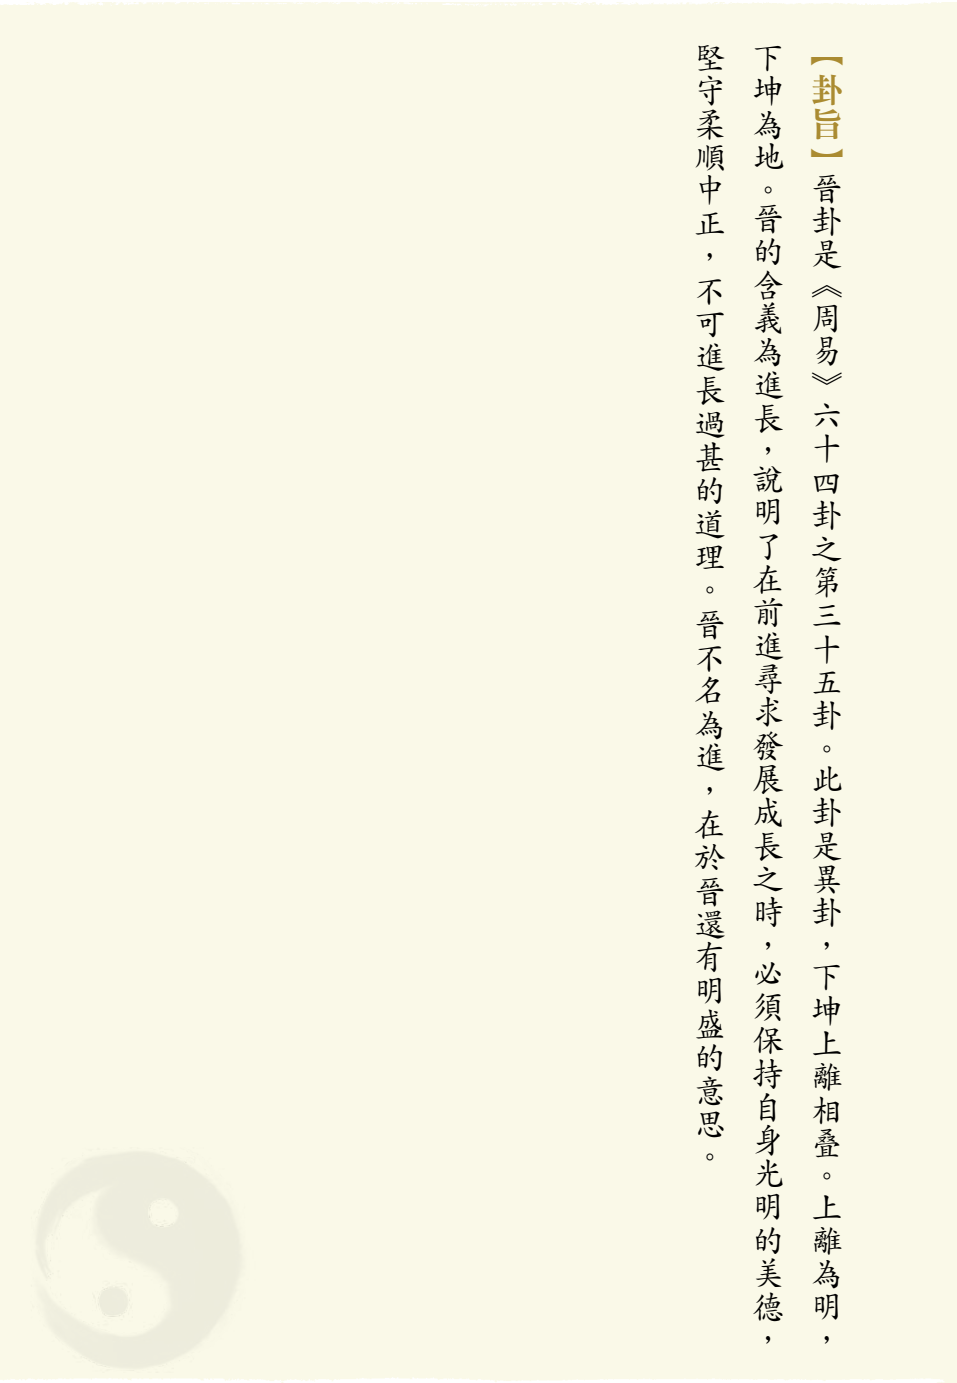 【卦旨】晉卦是《周易》六十四卦之第三十五卦。此卦是異卦，下坤上離相叠。上離為明，
下坤為地。晉的含義為進長，說明了在前進尋求發展成長之時，必須保持自身光明的美德，
堅守柔順中正，不可進長過甚的道理。晉不名為進，在於晉還有明盛的意思。